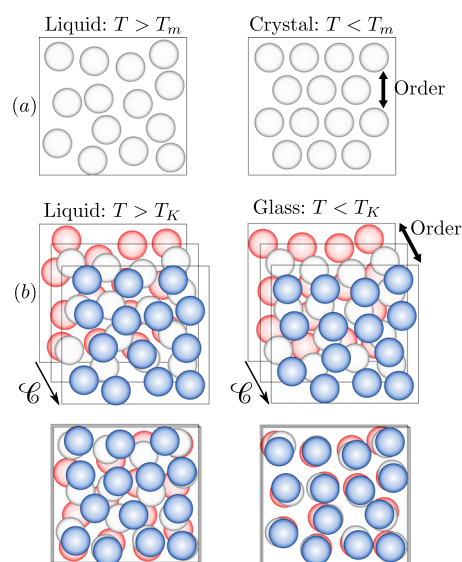 Liquid: T > T_m
Crystal: T < T_m
(a)
Order
Liquid: T > T_K
Glass: T < T_K
Order
(b)
𝒞
𝒞